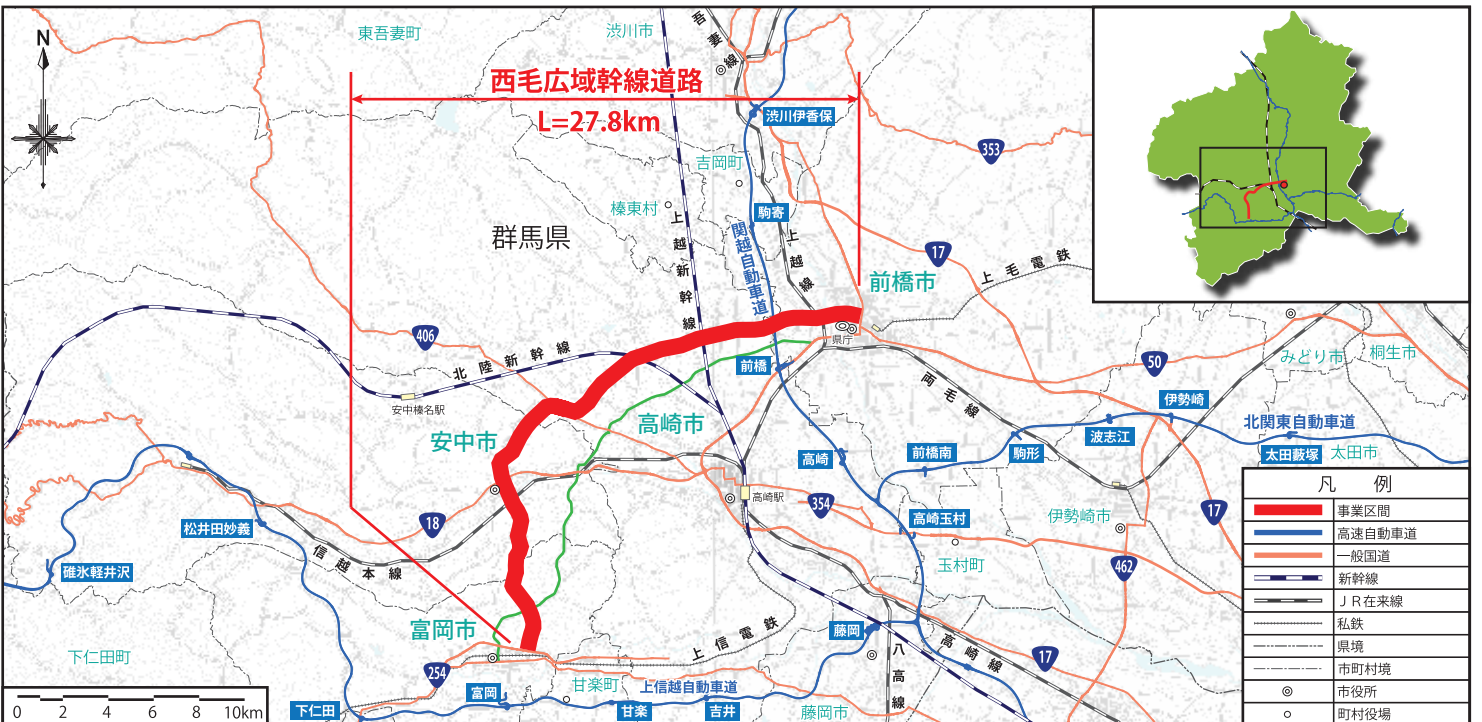 N
東吾妻町
渋川市
吾妻線
西毛広域幹線道路
L=27.8km
渋川伊香保
353
吉岡町
榛東村
駒寄
群馬県
上越新幹線
関越自動車道
上越線
17
前橋市
上毛電鉄
406
北陸新幹線
県庁
前橋
安中榛名駅
両毛線
50
みどり市
桐生市
伊勢崎
高崎市
安中市
波志江
北関東自動車道
高崎
前橋南
駒形
太田藪塚
太田市
高崎駅
354
18
松井田妙義
高崎玉村
伊勢崎市
17
信越本線
碓氷軽井沢
玉村町
462
富岡市
藤岡
下仁田町
254
上信電鉄
八高線
高崎線
17
富岡
甘楽町
上信越自動車道
下仁田
甘楽
吉井
藤岡市
0 2 4 6 8 10km
凡 例
事業区間
高速自動車道
一般国道
新幹線
JR在来線
私鉄
県境
市町村境
市役所
町村役場